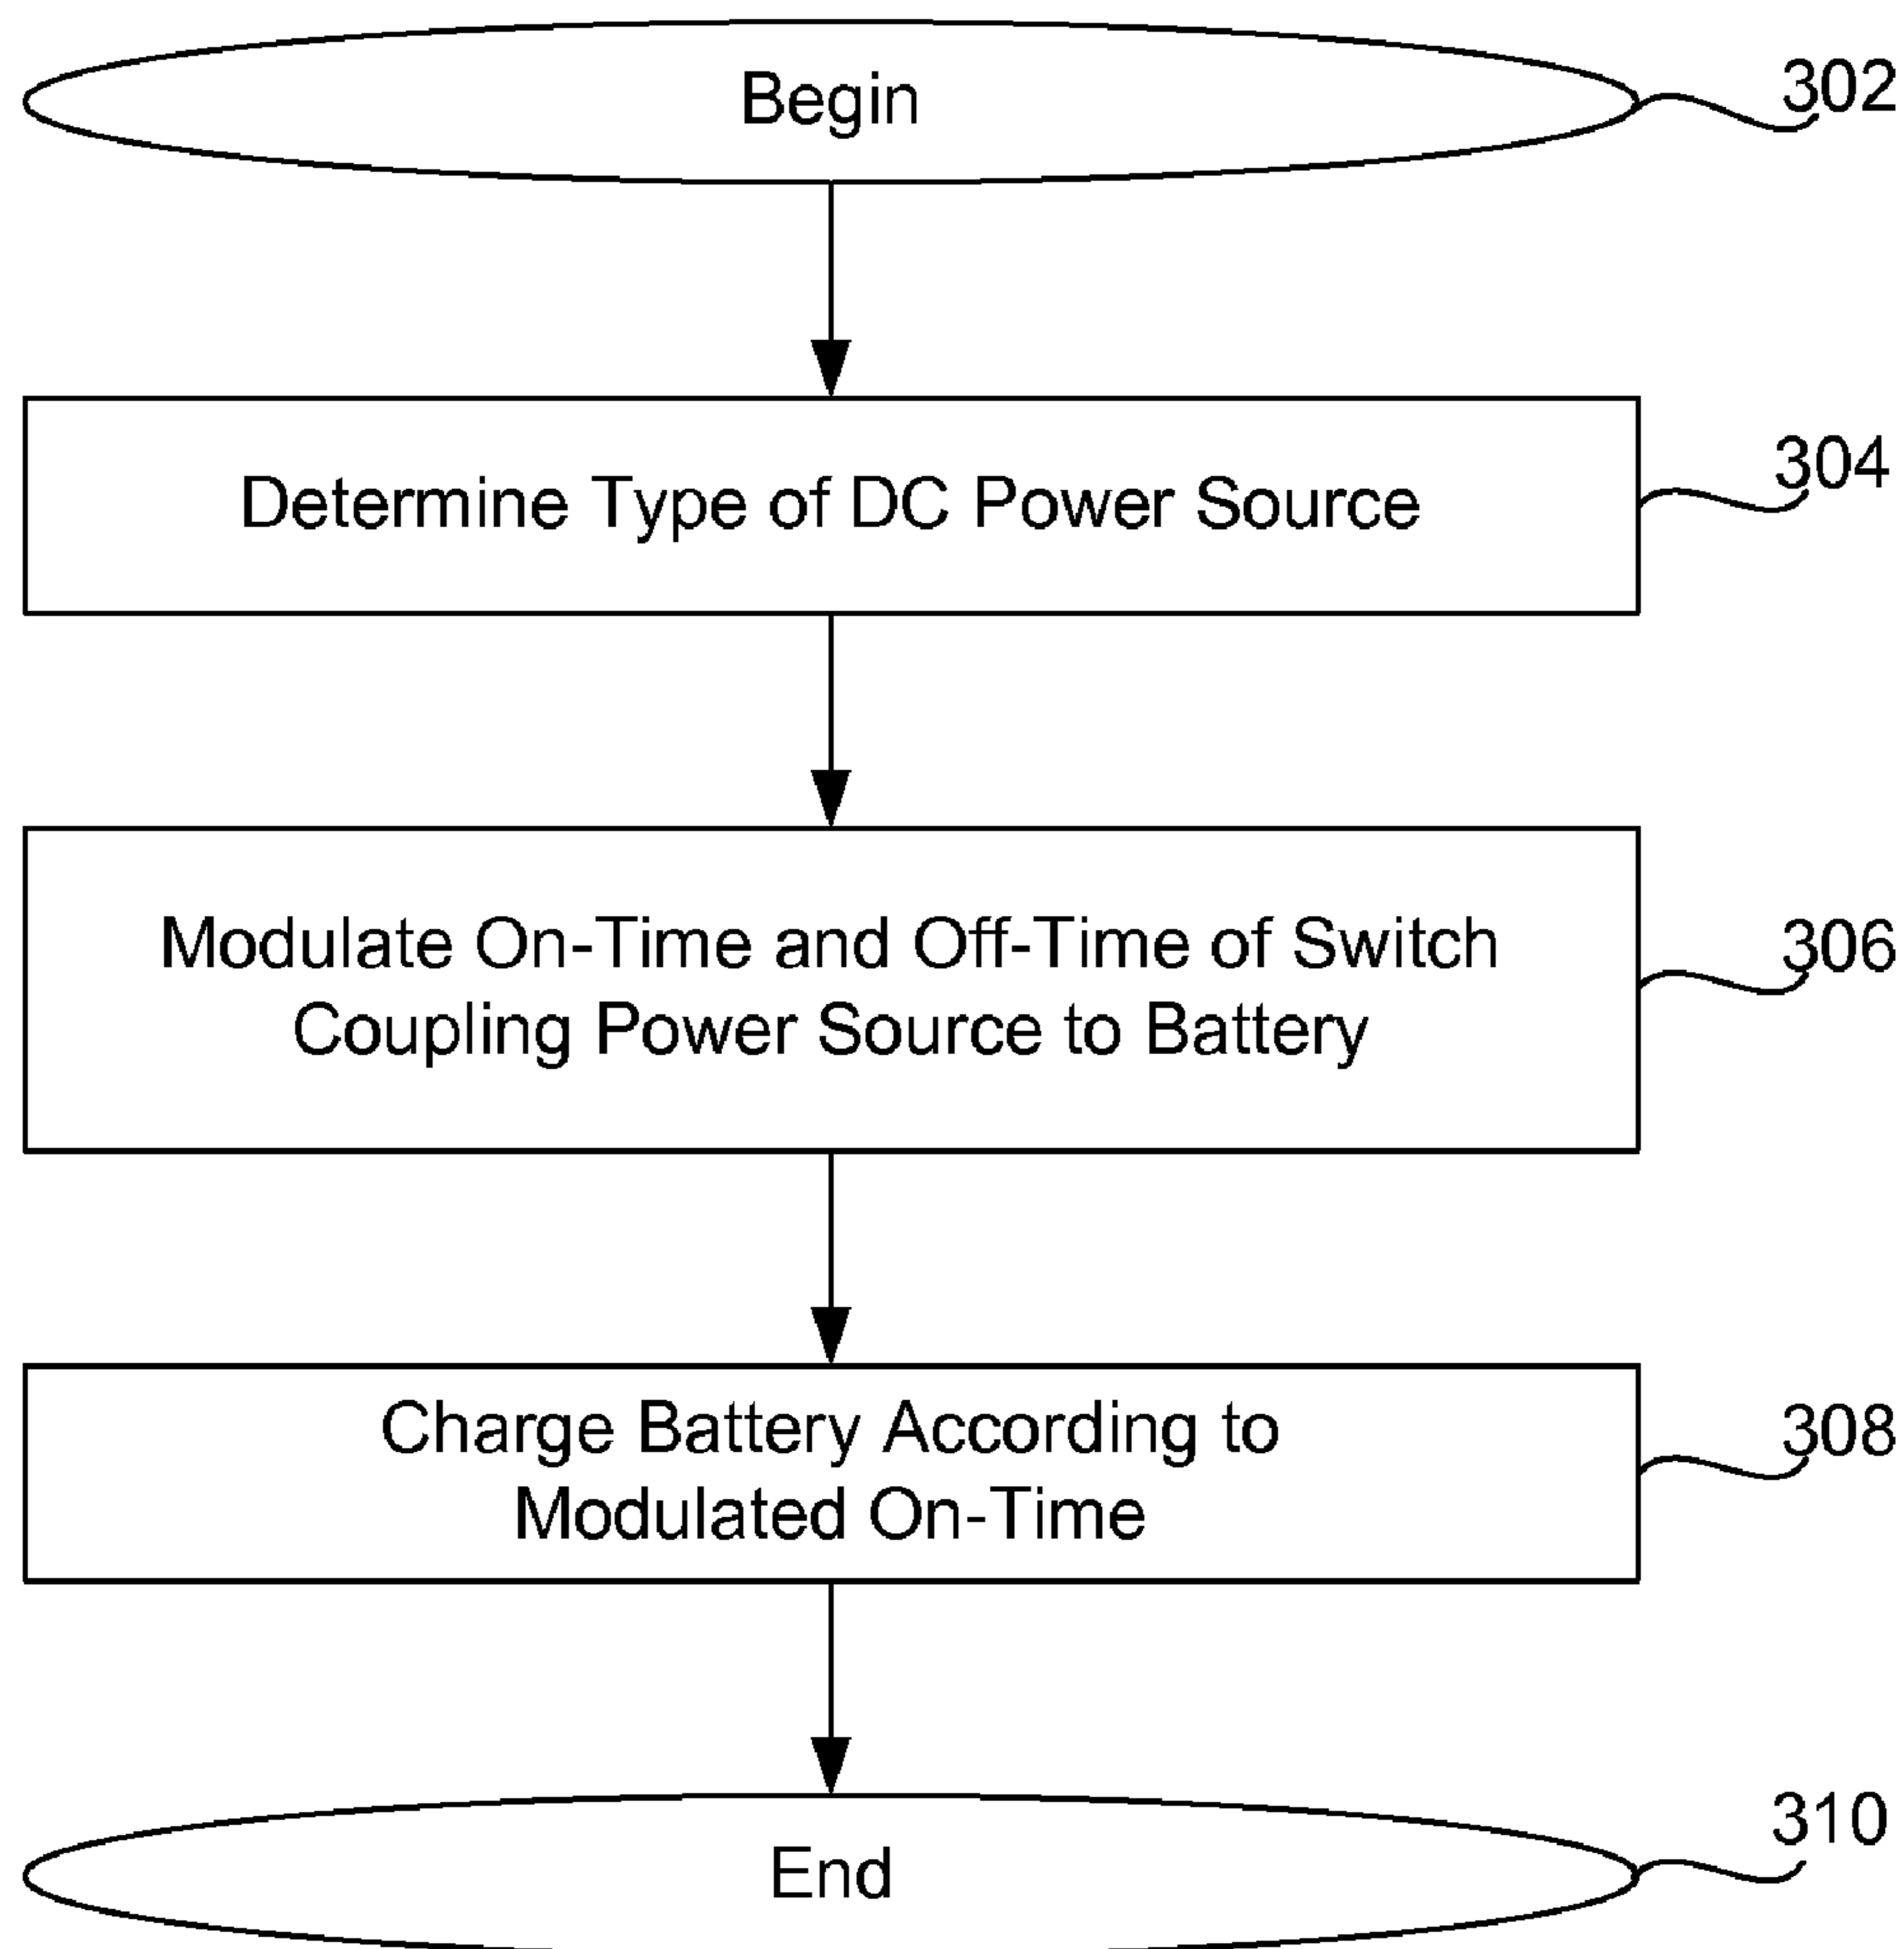 Begin
302
Determine Type of DC Power Source
304
Modulate On-Time and Off-Time of Switch
Coupling Power Source to Battery
306
Charge Battery According to
Modulated On-Time
308
End
310